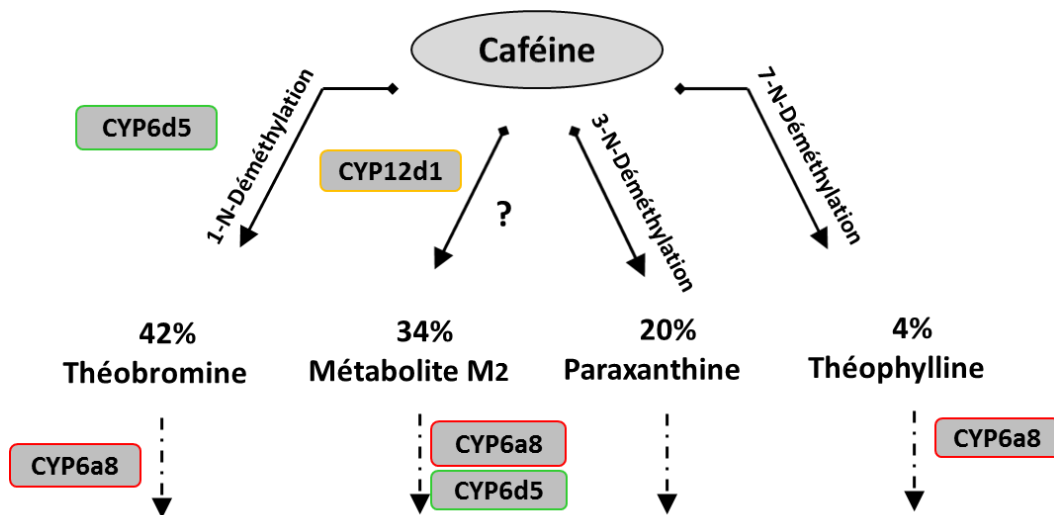 Caféine
1-N-Déméthylation
3-N-Déméthylation
7-N-Déméthylation
CYP6d5
CYP12d1
?
42%
Théobromine
34%
Métabolite M2
20%
Paraxanthine
4%
Théophylline
CYP6a8
CYP6a8
CYP6d5
CYP6a8